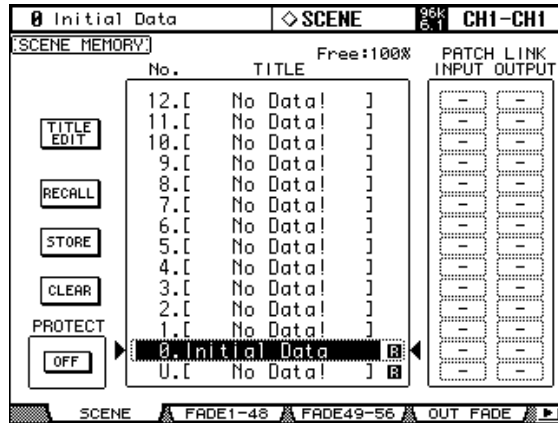 0 Initial Data ◇SCENE 96k 6.1 CH1-CH1
SCENE MEMORY Free:100% PATCH LINK
No. TITLE INPUT OUTPUT
12.[ No Data! ] - -
TITLE EDIT 11.[ No Data! ] - -
10.[ No Data! ] - -
9.[ No Data! ] - -
RECALL 8.[ No Data! ] - -
7.[ No Data! ] - -
6.[ No Data! ] - -
STORE 5.[ No Data! ] - -
4.[ No Data! ] - -
CLEAR 3.[ No Data! ] - -
2.[ No Data! ] - -
PROTECT 1.[ No Data! ] - -
OFF 0.Initial Data R - -
U.[ No Data! ] R - -
SCENE FADE1-48 FADE49-56 OUT FADE